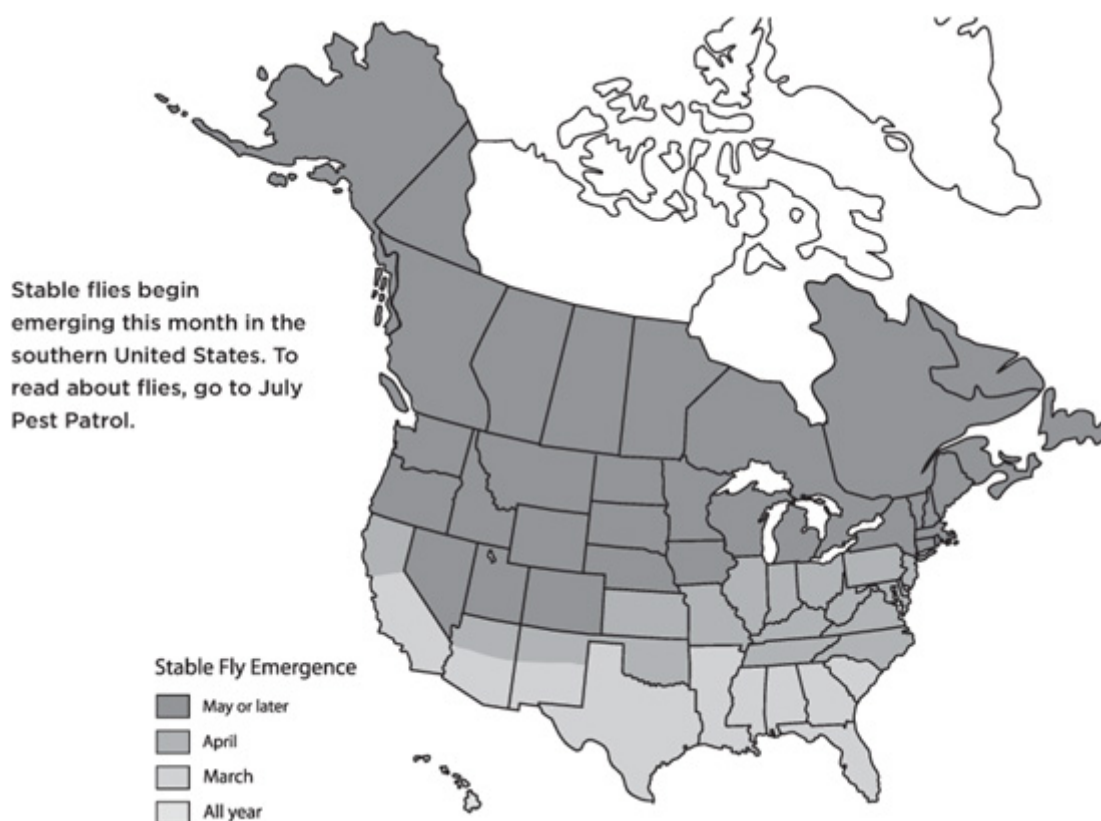 Stable flies begin
emerging this month in the
southern United States. To
read about flies, go to July
Pest Patrol.
Stable Fly Emergence
May or later
April
March
All year